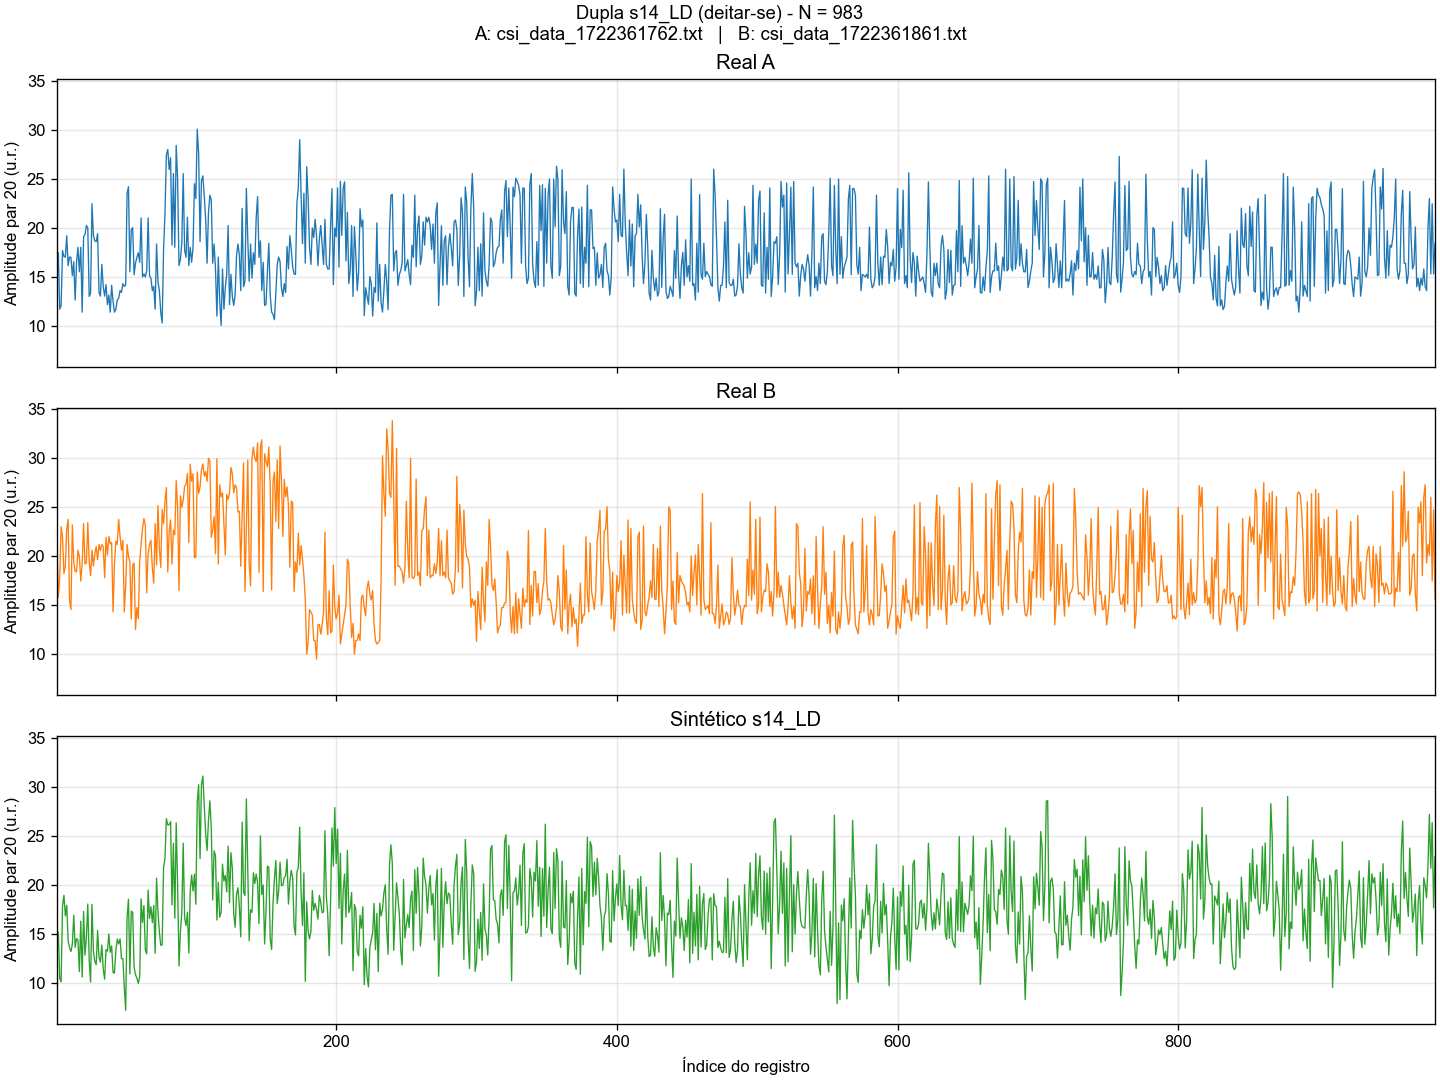 Dupla s14_LD (deitar-se) - N = 983
A: csi_data_1722361762.txt | B: csi_data_1722361861.txt
Real A
Amplitude par 20 (u.r.)
35
30
25
20
15
10
Real B
Amplitude par 20 (u.r.)
35
30
25
20
15
10
Sintético s14_LD
Amplitude par 20 (u.r.)
35
30
25
20
15
10
200 400 600 800
Índice do registro